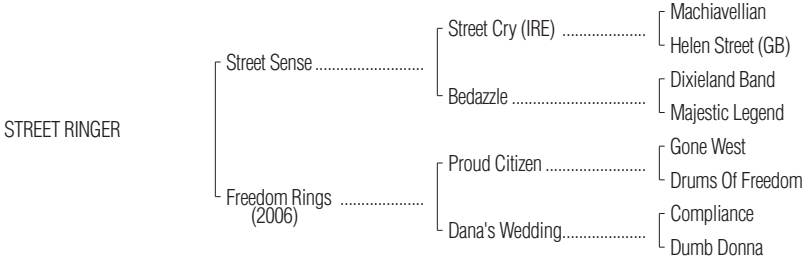 Machiavellian
Street Cry (IRE) ....................
Helen Street (GB)
Street Sense ..........................
Dixieland Band
Bedazzle ................................
Majestic Legend
STREET RINGER
Gone West
Proud Citizen ........................
Drums Of Freedom
Freedom Rings ....................
(2006)
Compliance
Dana's Wedding....................
Dumb Donna